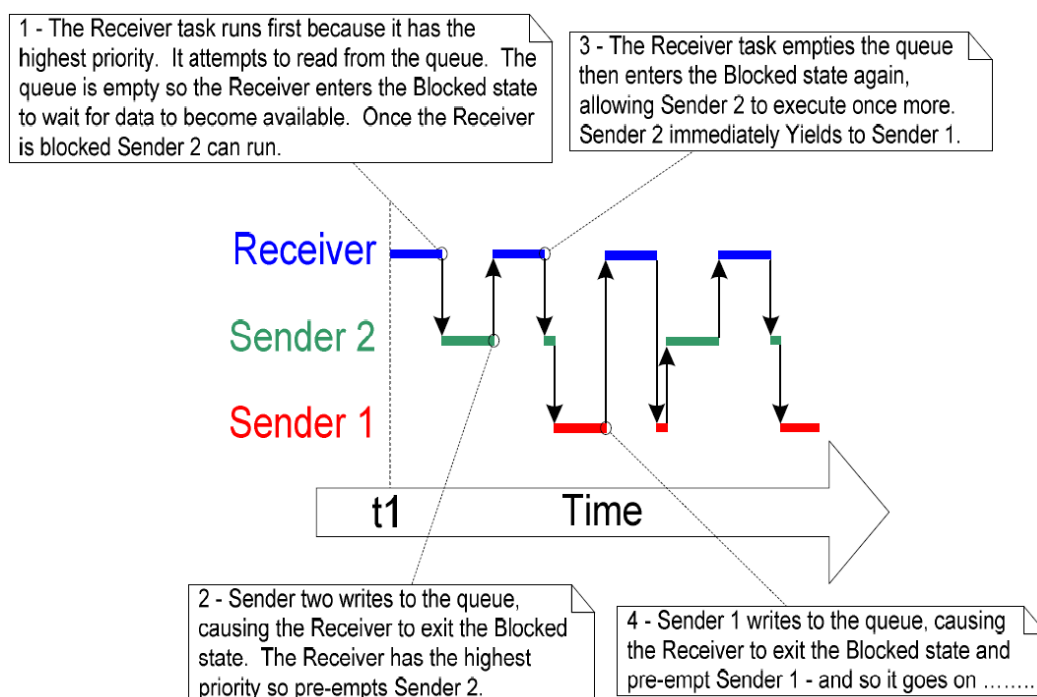 1 - The Receiver task runs first because it has the
highest priority. It attempts to read from the queue. The
queue is empty so the Receiver enters the Blocked state
to wait for data to become available. Once the Receiver
is blocked Sender 2 can run.
3 - The Receiver task empties the queue
then enters the Blocked state again,
allowing Sender 2 to execute once more.
Sender 2 immediately Yields to Sender 1.
Receiver
Sender 2
Sender 1
t1
Time
2 - Sender two writes to the queue,
causing the Receiver to exit the Blocked
state. The Receiver has the highest
priority so pre-empts Sender 2.
4 - Sender 1 writes to the queue, causing
the Receiver to exit the Blocked state and
pre-empt Sender 1 - and so it goes on ........